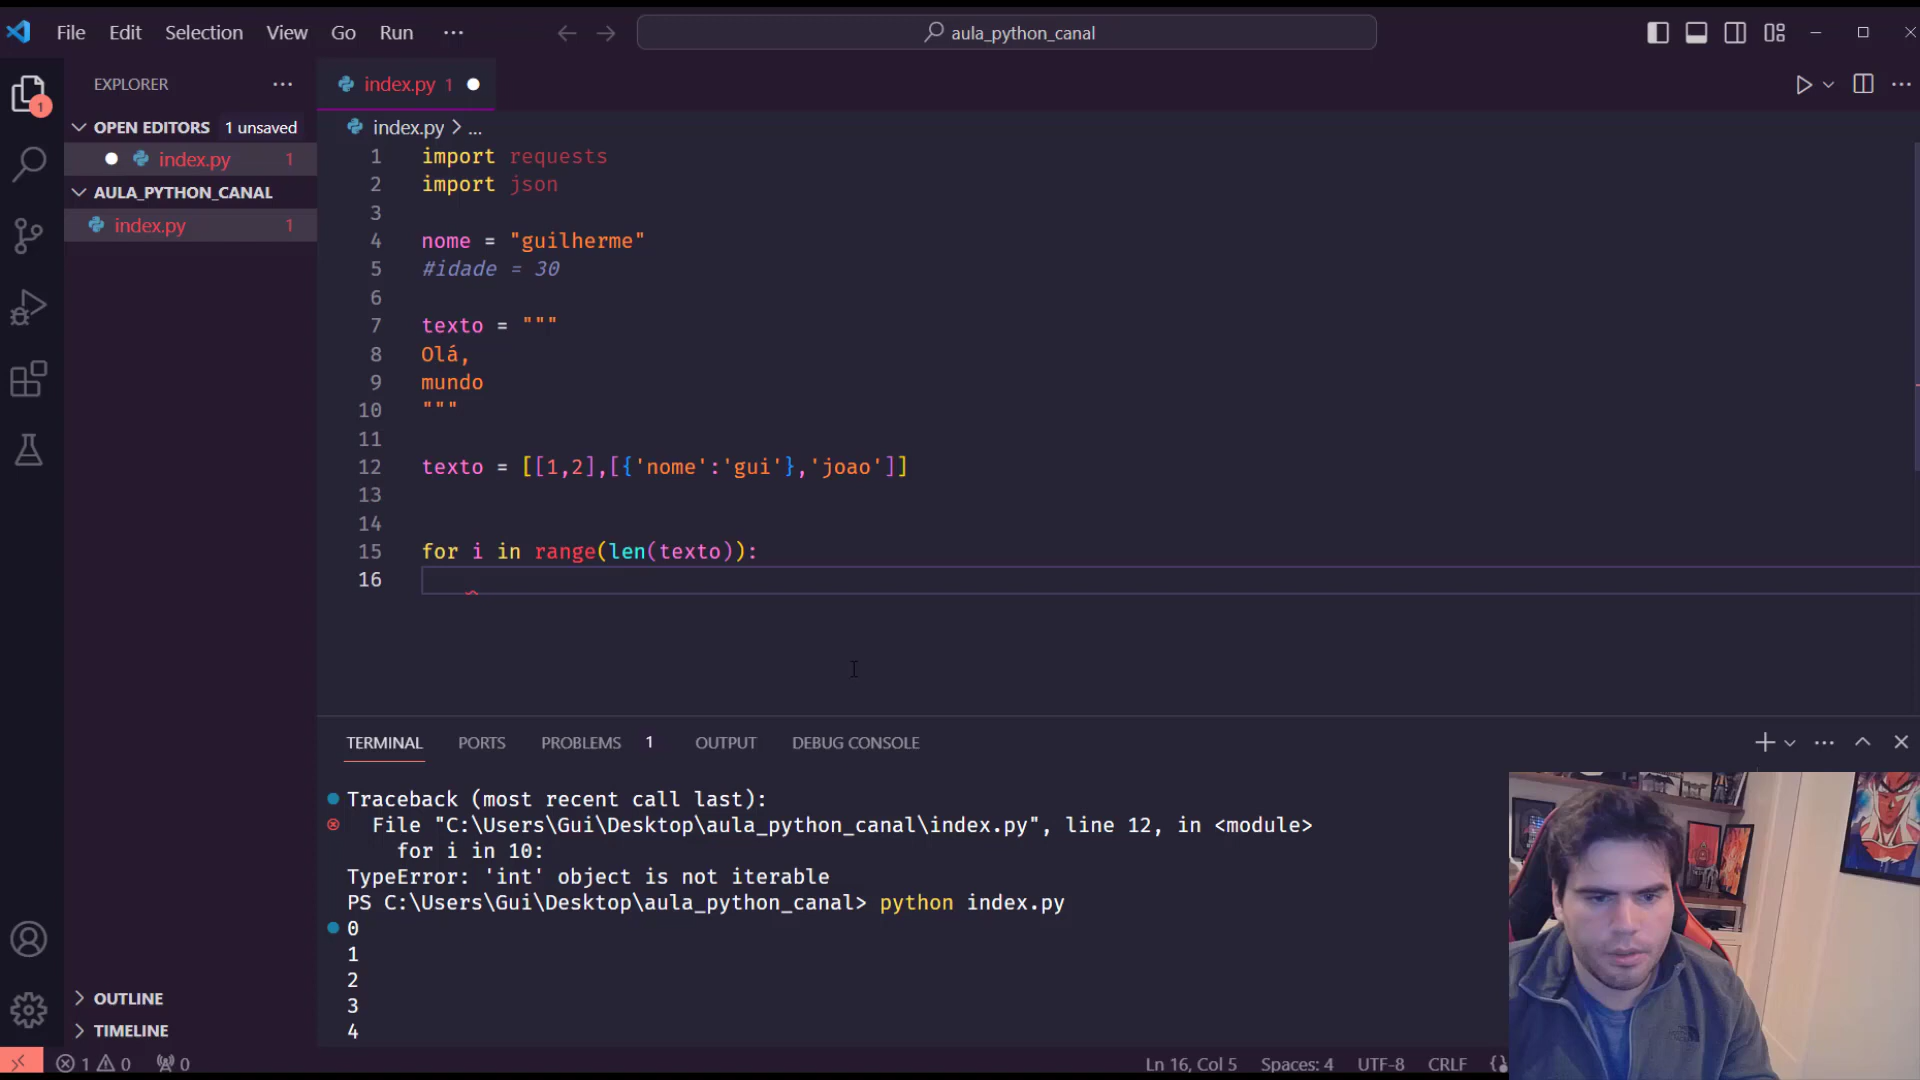 File Edit Selection View Go Run ...
aula_python_canal
EXPLORER ...
index.py 1
OPEN EDITORS 1 unsaved
index.py > ...
index.py 1
AULA_PYTHON_CANAL
index.py 1
1
1 import requests
2 import json
3
4 nome = "guilherme"
5 #idade = 30
6
7 texto = """
8 Olá,
9 mundo
10 """
11
12 texto = [[1,2],[{'nome':'gui'},'joao']]
13
14
15 for i in range(len(texto)):
16
TERMINAL PORTS PROBLEMS 1 OUTPUT DEBUG CONSOLE
Traceback (most recent call last):
File "C:\Users\Gui\Desktop\aula_python_canal\index.py", line 12, in <module>
for i in 10:
TypeError: 'int' object is not iterable
PS C:\Users\Gui\Desktop\aula_python_canal> python index.py
0
1
2
3
4
OUTLINE
TIMELINE
1 0 0 Ln 16, Col 5 Spaces: 4 UTF-8 CRLF {}